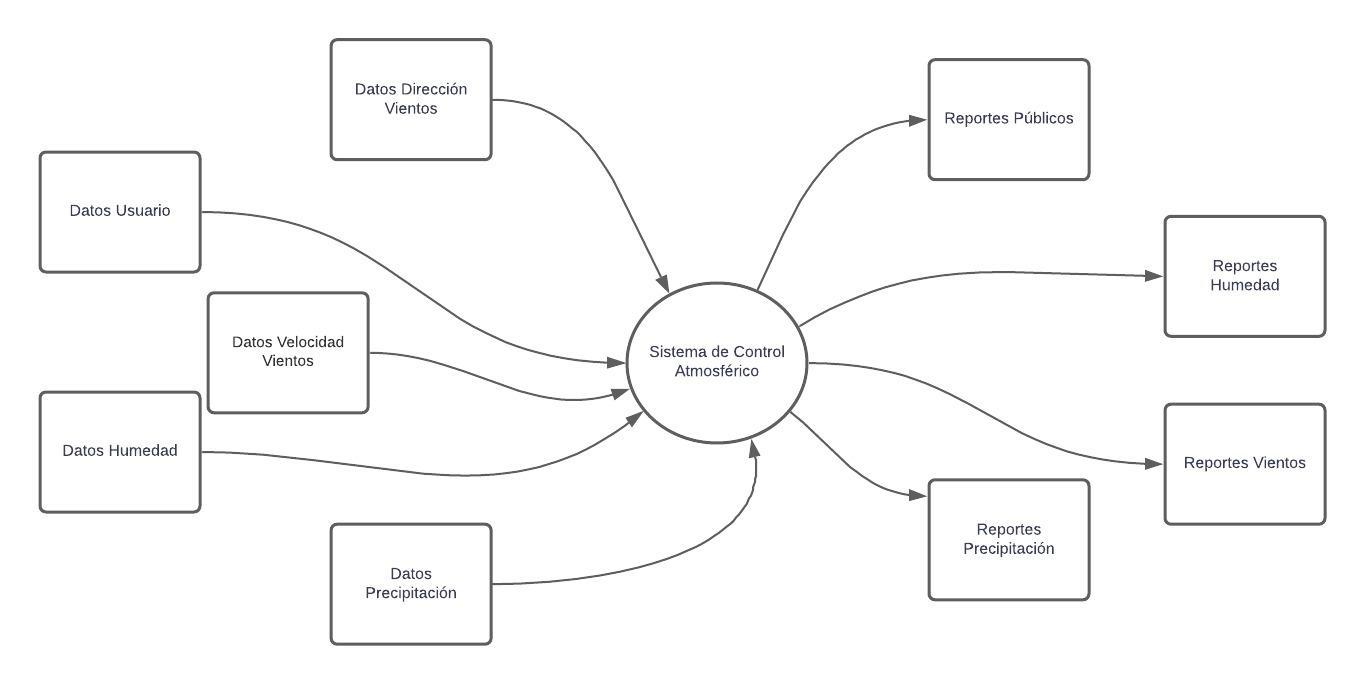 Datos Dirección
Vientos
Reportes Públicos
Datos Usuario
Reportes
Humedad
Datos Velocidad
Vientos
Sistema de Control
Atmosférico
Datos Humedad
Reportes Vientos
Reportes
Precipitación
Datos
Precipitación